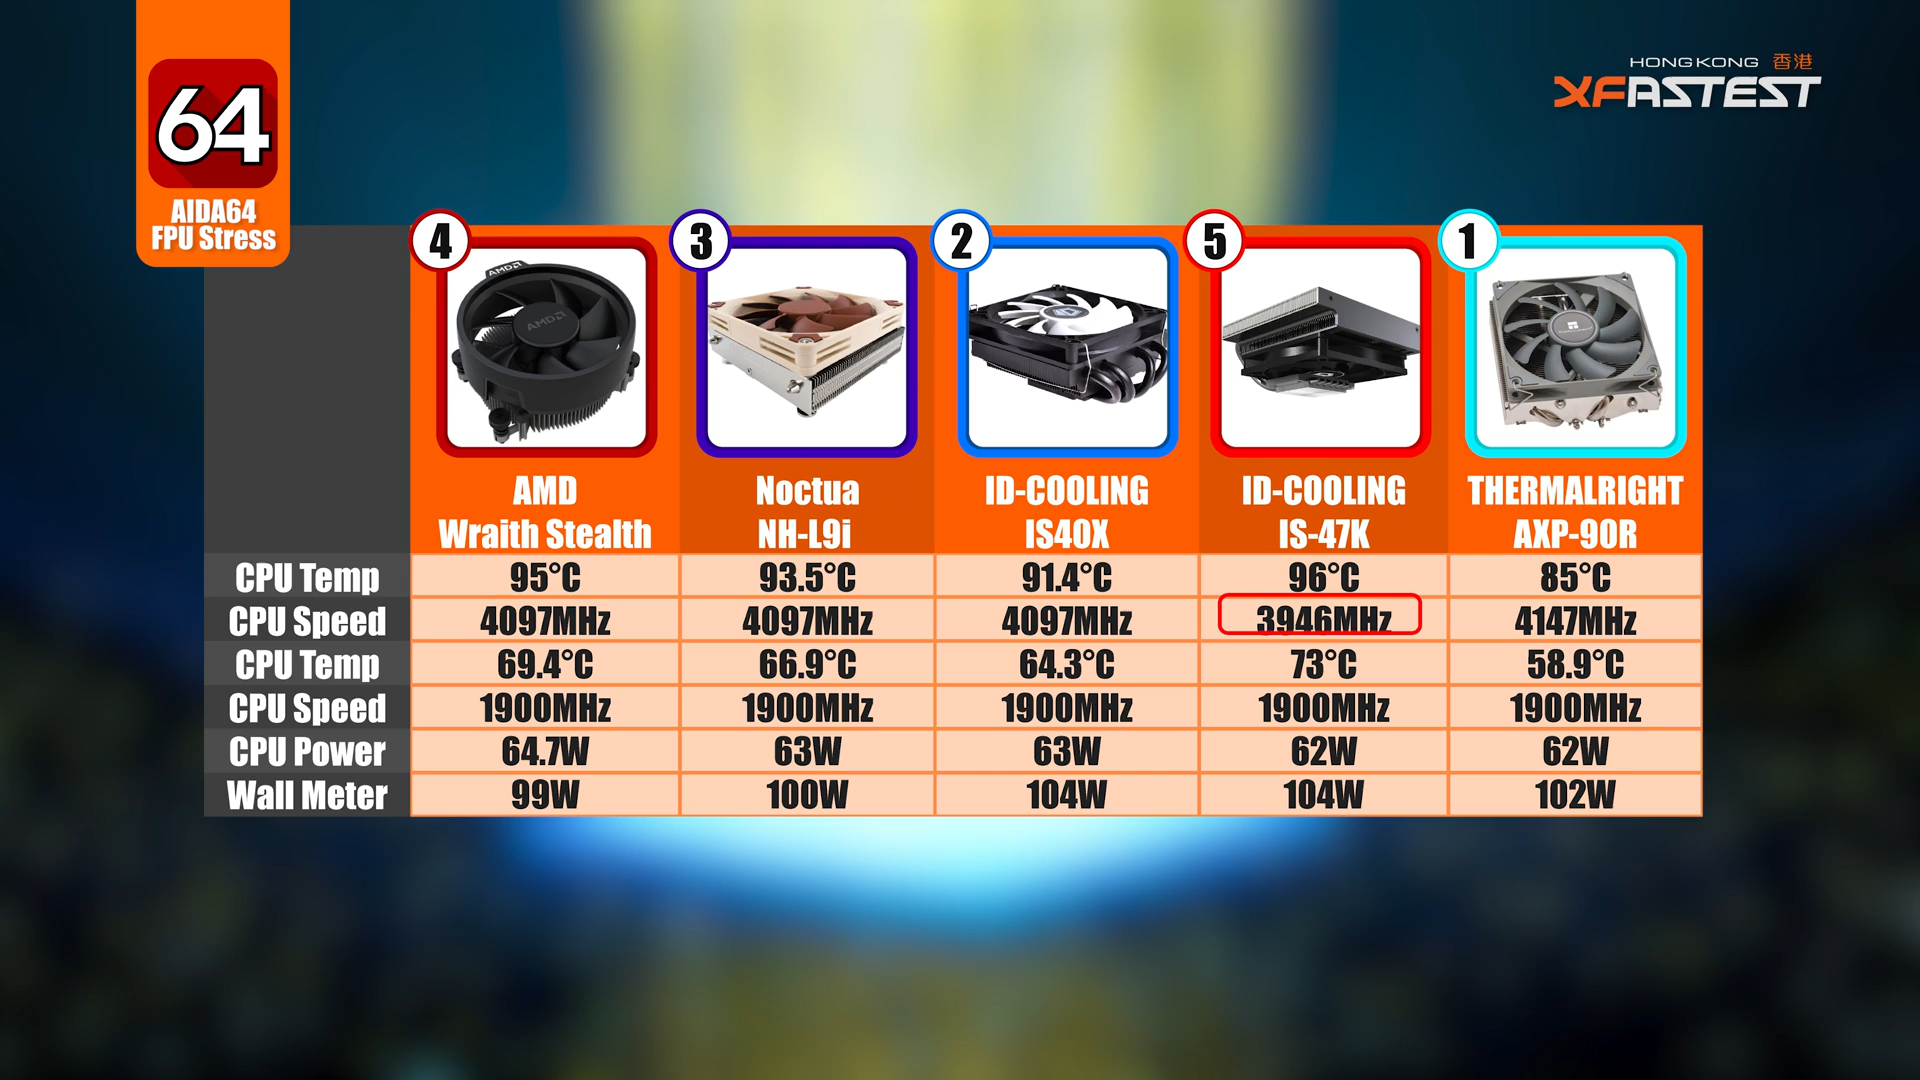 64
AIDA64
FPU Stress
HONG KONG 香港
XFASTEST
4 3 2 5 1
AMD
AMD
AMD Wraith Stealth
Noctua NH-L9i
ID-COOLING IS40X
ID-COOLING IS-47K
THERMALRIGHT AXP-90R
CPU Temp 95°C 93.5°C 91.4°C 96°C 85°C
CPU Speed 4097MHz 4097MHz 4097MHz 3946MHz 4147MHz
CPU Temp 69.4°C 66.9°C 64.3°C 73°C 58.9°C
CPU Speed 1900MHz 1900MHz 1900MHz 1900MHz 1900MHz
CPU Power 64.7W 63W 63W 62W 62W
Wall Meter 99W 100W 104W 104W 102W